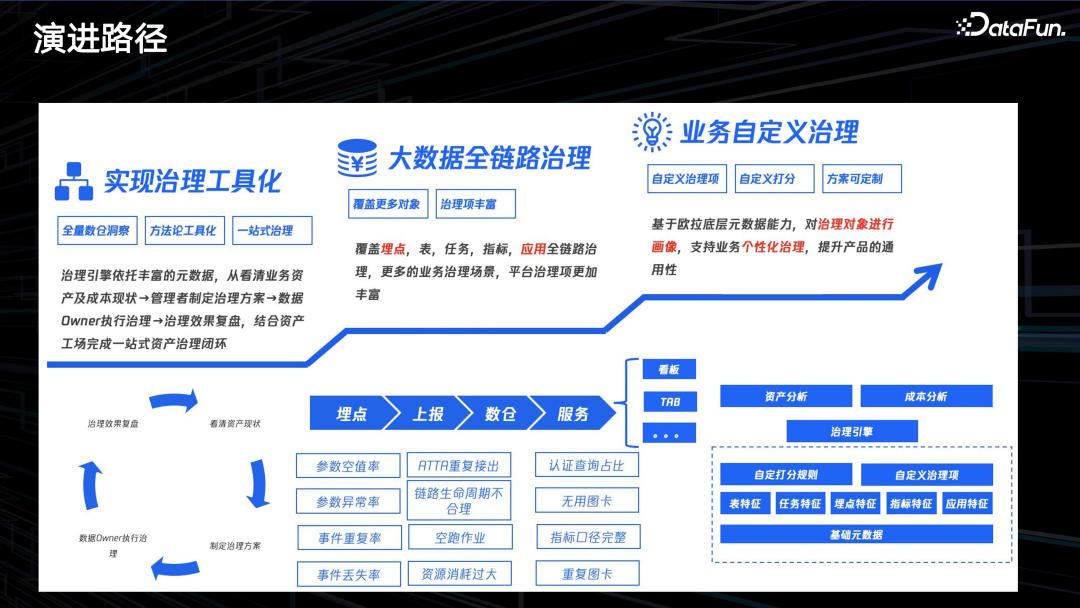 演进路径
DataFun.
实现治理工具化
全量数仓洞察
方法论工具化
一站式治理
治理引擎依托丰富的元数据，从看清业务资
产及成本现状→管理者制定治理方案→数据
Owner执行治理→治理效果复盘，结合资产
工场完成一站式资产治理闭环
大数据全链路治理
覆盖更多对象
治理项丰富
覆盖埋点，表，任务，指标，应用全链路治
理，更多的业务治理场景，平台治理项更加
丰富
业务自定义治理
自定义治理项
自定义打分
方案可定制
基于欧拉底层元数据能力，对治理对象进行
画像，支持业务个性化治理，提升产品的通
用性
治理效果复盘
看清资产现状
数据Owner执行治
理
制定治理方案
埋点
上报
数仓
服务
看板
TAB
。。。
参数空值率
ATTA重复接出
认证查询占比
参数异常率
链路生命周期不
合理
无用图卡
事件重复率
空跑作业
指标口径完整
事件丢失率
资源消耗过大
重复图卡
资产分析
成本分析
治理引擎
自定打分规则
自定义治理项
表特征
任务特征
埋点特征
指标特征
应用特征
基础元数据